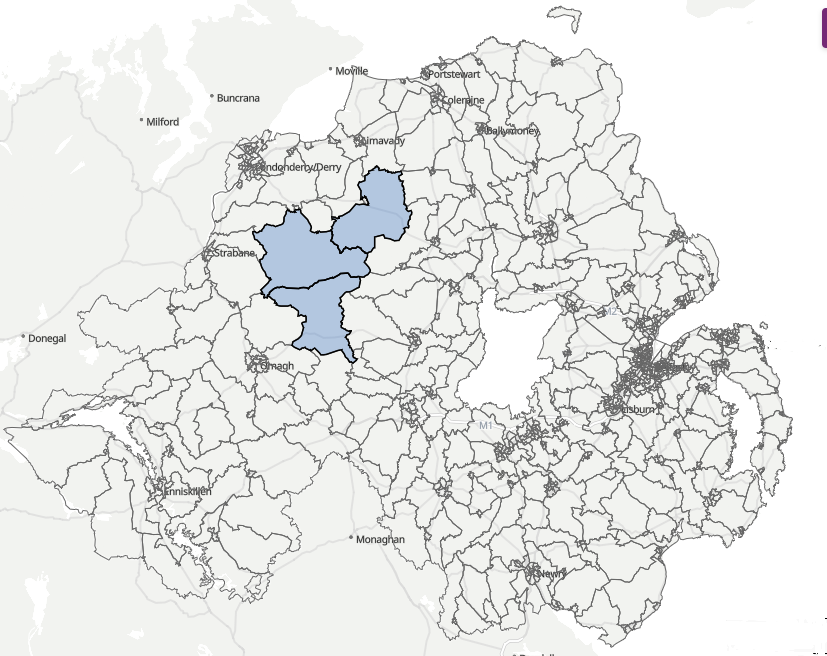 Moville
Portstewart
Buncrana
Coleraine
Milford
Ballymoney
Limavady
Londonderry/Derry
Strabane
M2
Donegal
Omagh
Lisburn
M1
Enniskillen
Monaghan
Newry